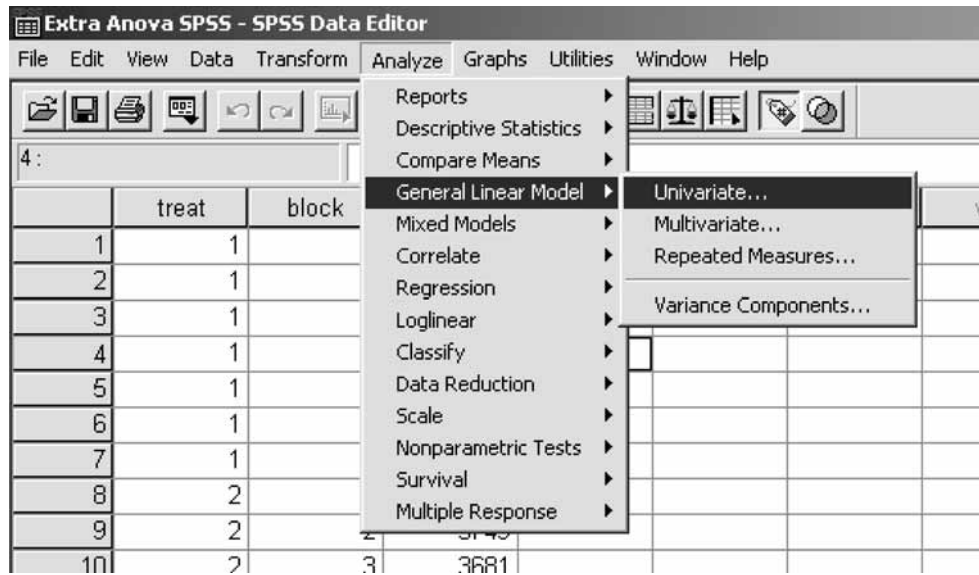 Extra Anova SPSS - SPSS Data Editor
File Edit View Data Transform Analyze Graphs Utilities Window Help
4 :
Reports
Descriptive Statistics
Compare Means
General Linear Model
Mixed Models
Correlate
Regression
Loglinear
Classify
Data Reduction
Scale
Nonparametric Tests
Survival
Multiple Response
Univariate...
Multivariate...
Repeated Measures...
Variance Components...
treat block
1 1
2 1
3 1
4 1
5 1
6 1
7 1
8 2
9 2
10 2 3 3681